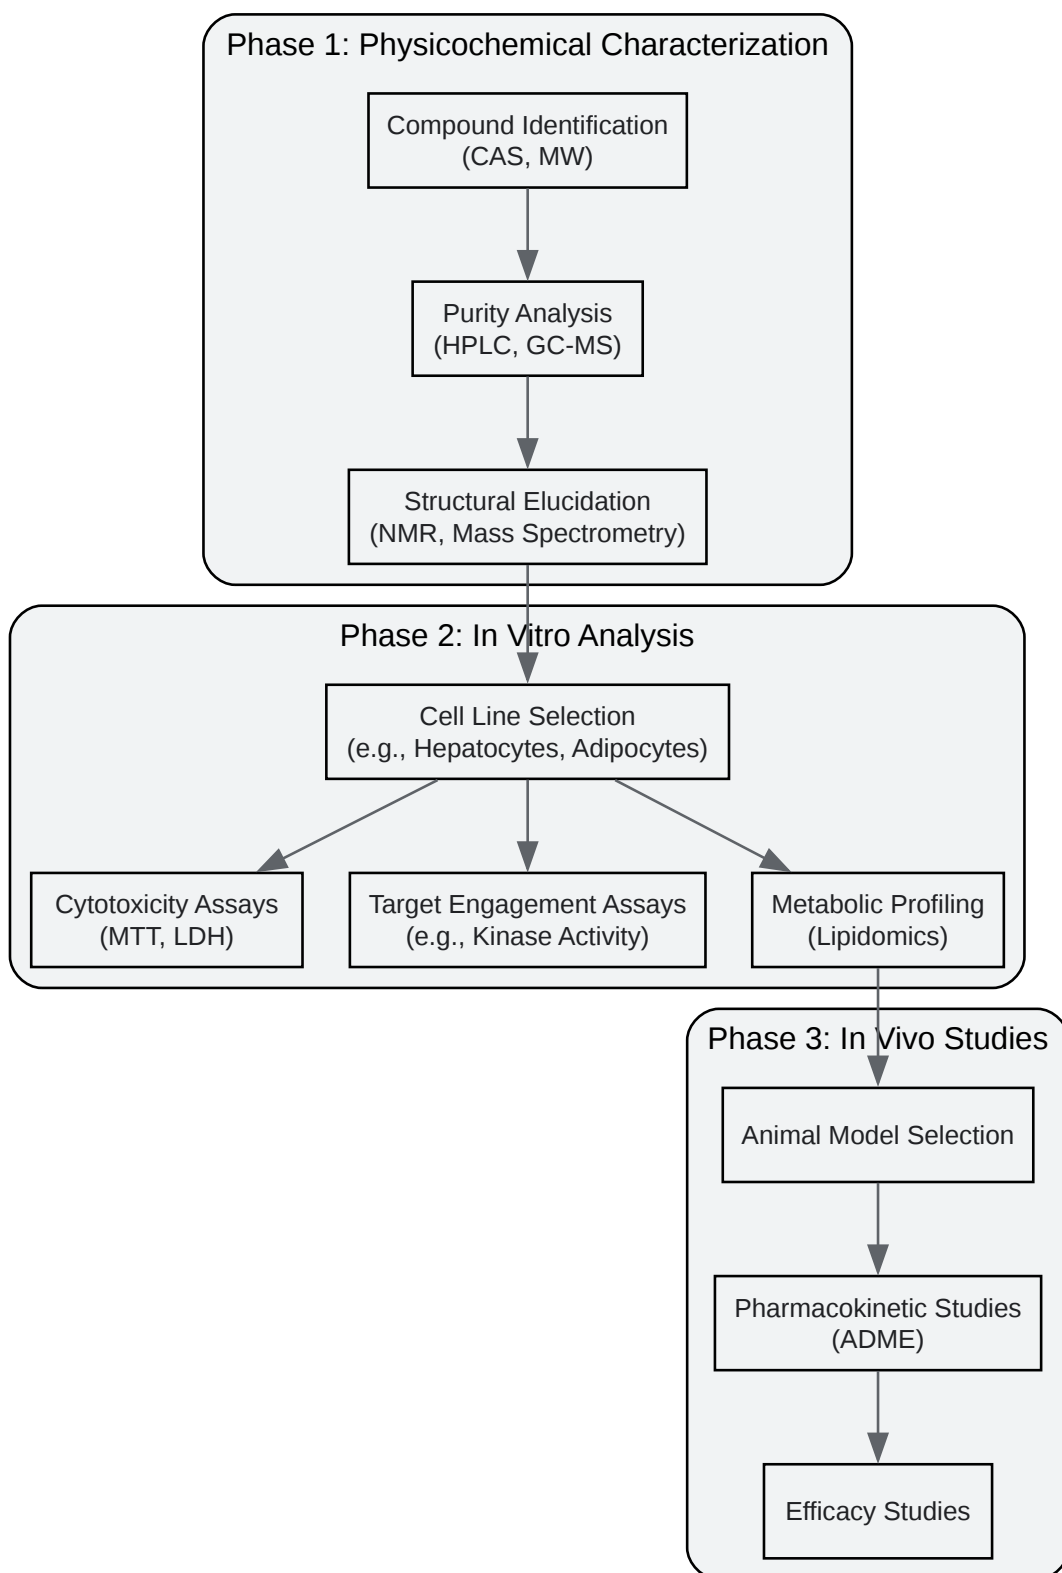 Phase 1: Physicochemical Characterization
Compound Identification
(CAS, MW)
Purity Analysis
(HPLC, GC-MS)
Structural Elucidation
(NMR, Mass Spectrometry)
Phase 2: In Vitro Analysis
Cell Line Selection
(e.g., Hepatocytes, Adipocytes)
Cytotoxicity Assays
(MTT, LDH)
Target Engagement Assays
(e.g., Kinase Activity)
Metabolic Profiling
(Lipidomics)
Phase 3: In Vivo Studies
Animal Model Selection
Pharmacokinetic Studies
(ADME)
Efficacy Studies